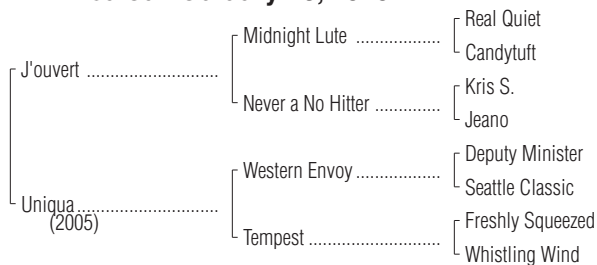 Real Quiet
Midnight Lute ..................
Candytuft
J'ouvert ............................
Kris S.
Never a No Hitter ..............
Jeano
Deputy Minister
Western Envoy ..................
Seattle Classic
Uniqua..............................
(2005)
Freshly Squeezed
Tempest ............................
Whistling Wind